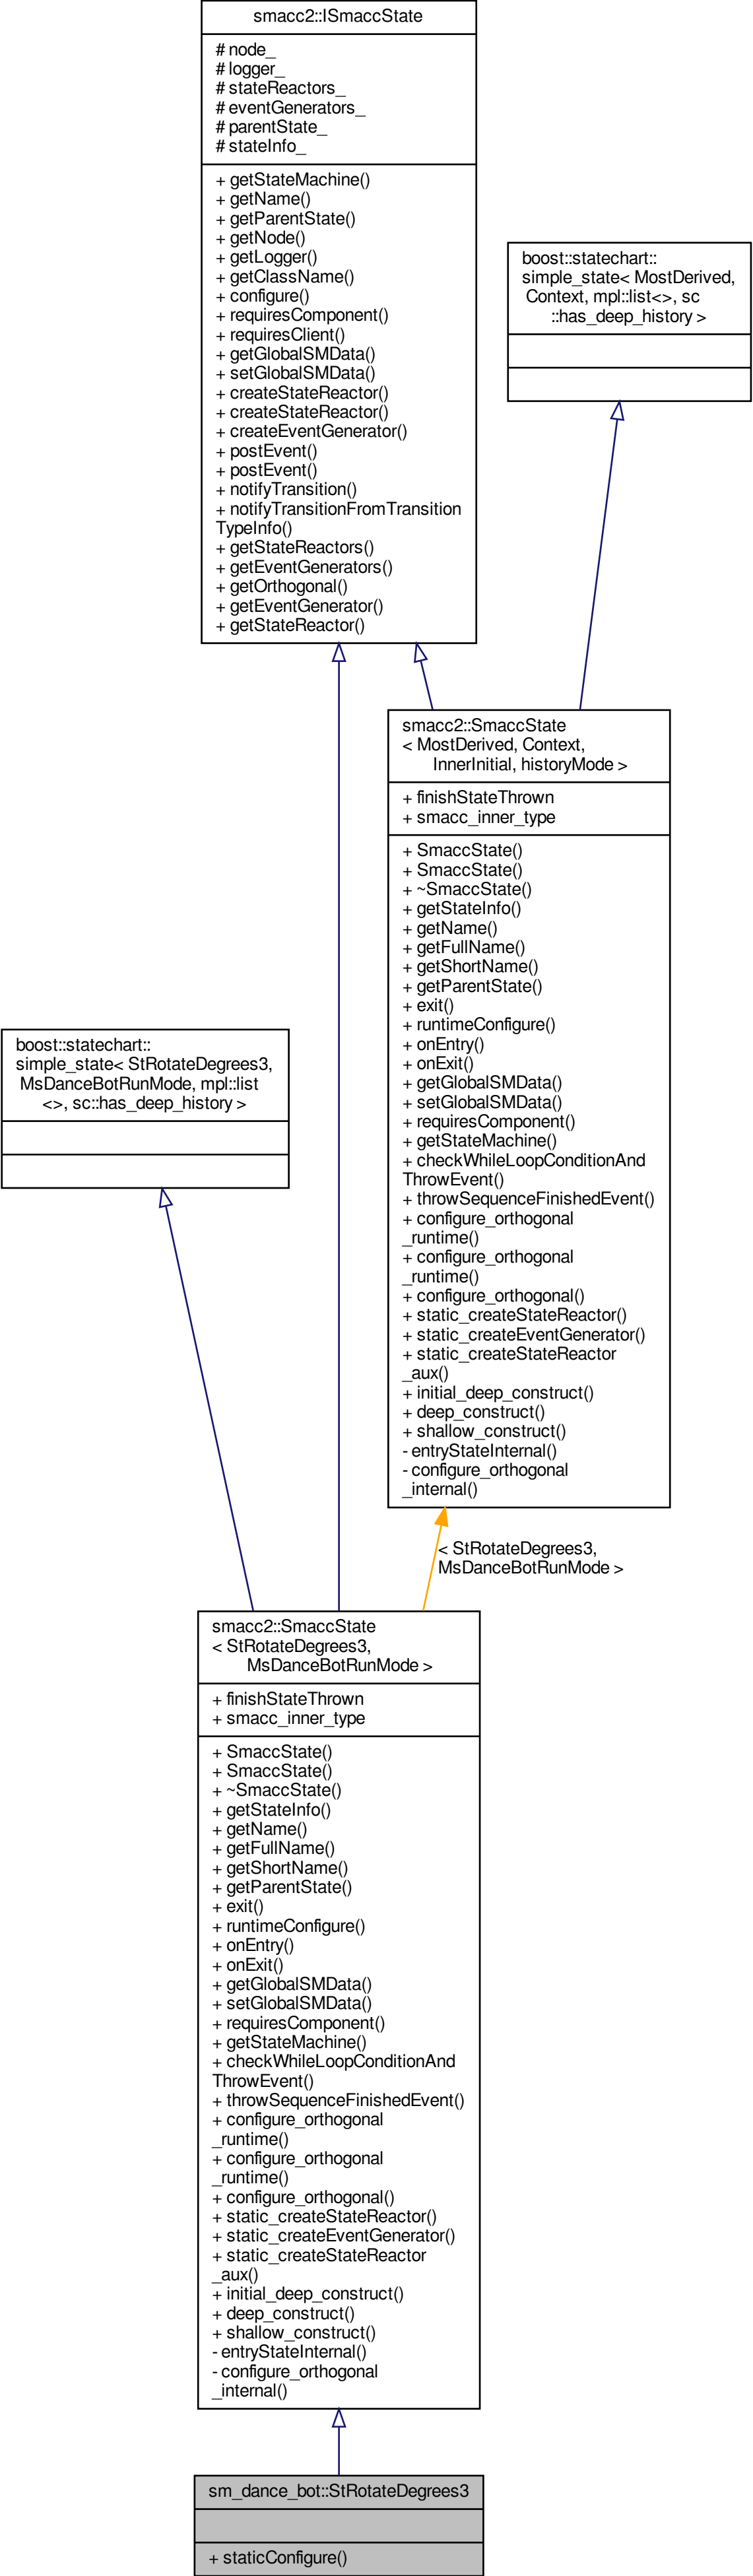 smacc2::ISmaccState
# node_
# logger_
# stateReactors_
# eventGenerators_
# parentState_
# stateInfo_
+ getStateMachine()
+ getName()
+ getParentState()
+ getNode()
+ getLogger()
+ getClassName()
+ configure()
+ requiresComponent()
+ requiresClient()
+ getGlobalSMData()
+ setGlobalSMData()
+ createStateReactor()
+ createStateReactor()
+ createEventGenerator()
+ postEvent()
+ postEvent()
+ notifyTransition()
+ notifyTransitionFromTransition
TypeInfo()
+ getStateReactors()
+ getEventGenerators()
+ getOrthogonal()
+ getEventGenerator()
+ getStateReactor()
boost::statechart::
simple_state< MostDerived,
Context, mpl::list<>, sc
::has_deep_history >
smacc2::SmaccState
< MostDerived, Context,
InnerInitial, historyMode >
+ finishStateThrown
+ smacc_inner_type
+ SmaccState()
+ SmaccState()
+ ~SmaccState()
+ getStateInfo()
+ getName()
+ getFullName()
+ getShortName()
+ getParentState()
+ exit()
+ runtimeConfigure()
+ onEntry()
+ onExit()
+ getGlobalSMData()
+ setGlobalSMData()
+ requiresComponent()
+ getStateMachine()
+ checkWhileLoopConditionAnd
ThrowEvent()
+ throwSequenceFinishedEvent()
+ configure_orthogonal
_runtime()
+ configure_orthogonal
_runtime()
+ configure_orthogonal()
+ static_createStateReactor()
+ static_createEventGenerator()
+ static_createStateReactor
_aux()
+ initial_deep_construct()
+ deep_construct()
+ shallow_construct()
- entryStateInternal()
- configure_orthogonal
_internal()
boost::statechart::
simple_state< StRotateDegrees3,
MsDanceBotRunMode, mpl::list
<>, sc::has_deep_history >
< StRotateDegrees3,
MsDanceBotRunMode >
smacc2::SmaccState
< StRotateDegrees3,
MsDanceBotRunMode >
+ finishStateThrown
+ smacc_inner_type
+ SmaccState()
+ SmaccState()
+ ~SmaccState()
+ getStateInfo()
+ getName()
+ getFullName()
+ getShortName()
+ getParentState()
+ exit()
+ runtimeConfigure()
+ onEntry()
+ onExit()
+ getGlobalSMData()
+ setGlobalSMData()
+ requiresComponent()
+ getStateMachine()
+ checkWhileLoopConditionAnd
ThrowEvent()
+ throwSequenceFinishedEvent()
+ configure_orthogonal
_runtime()
+ configure_orthogonal
_runtime()
+ configure_orthogonal()
+ static_createStateReactor()
+ static_createEventGenerator()
+ static_createStateReactor
_aux()
+ initial_deep_construct()
+ deep_construct()
+ shallow_construct()
- entryStateInternal()
- configure_orthogonal
_internal()
sm_dance_bot::StRotateDegrees3
+ staticConfigure()